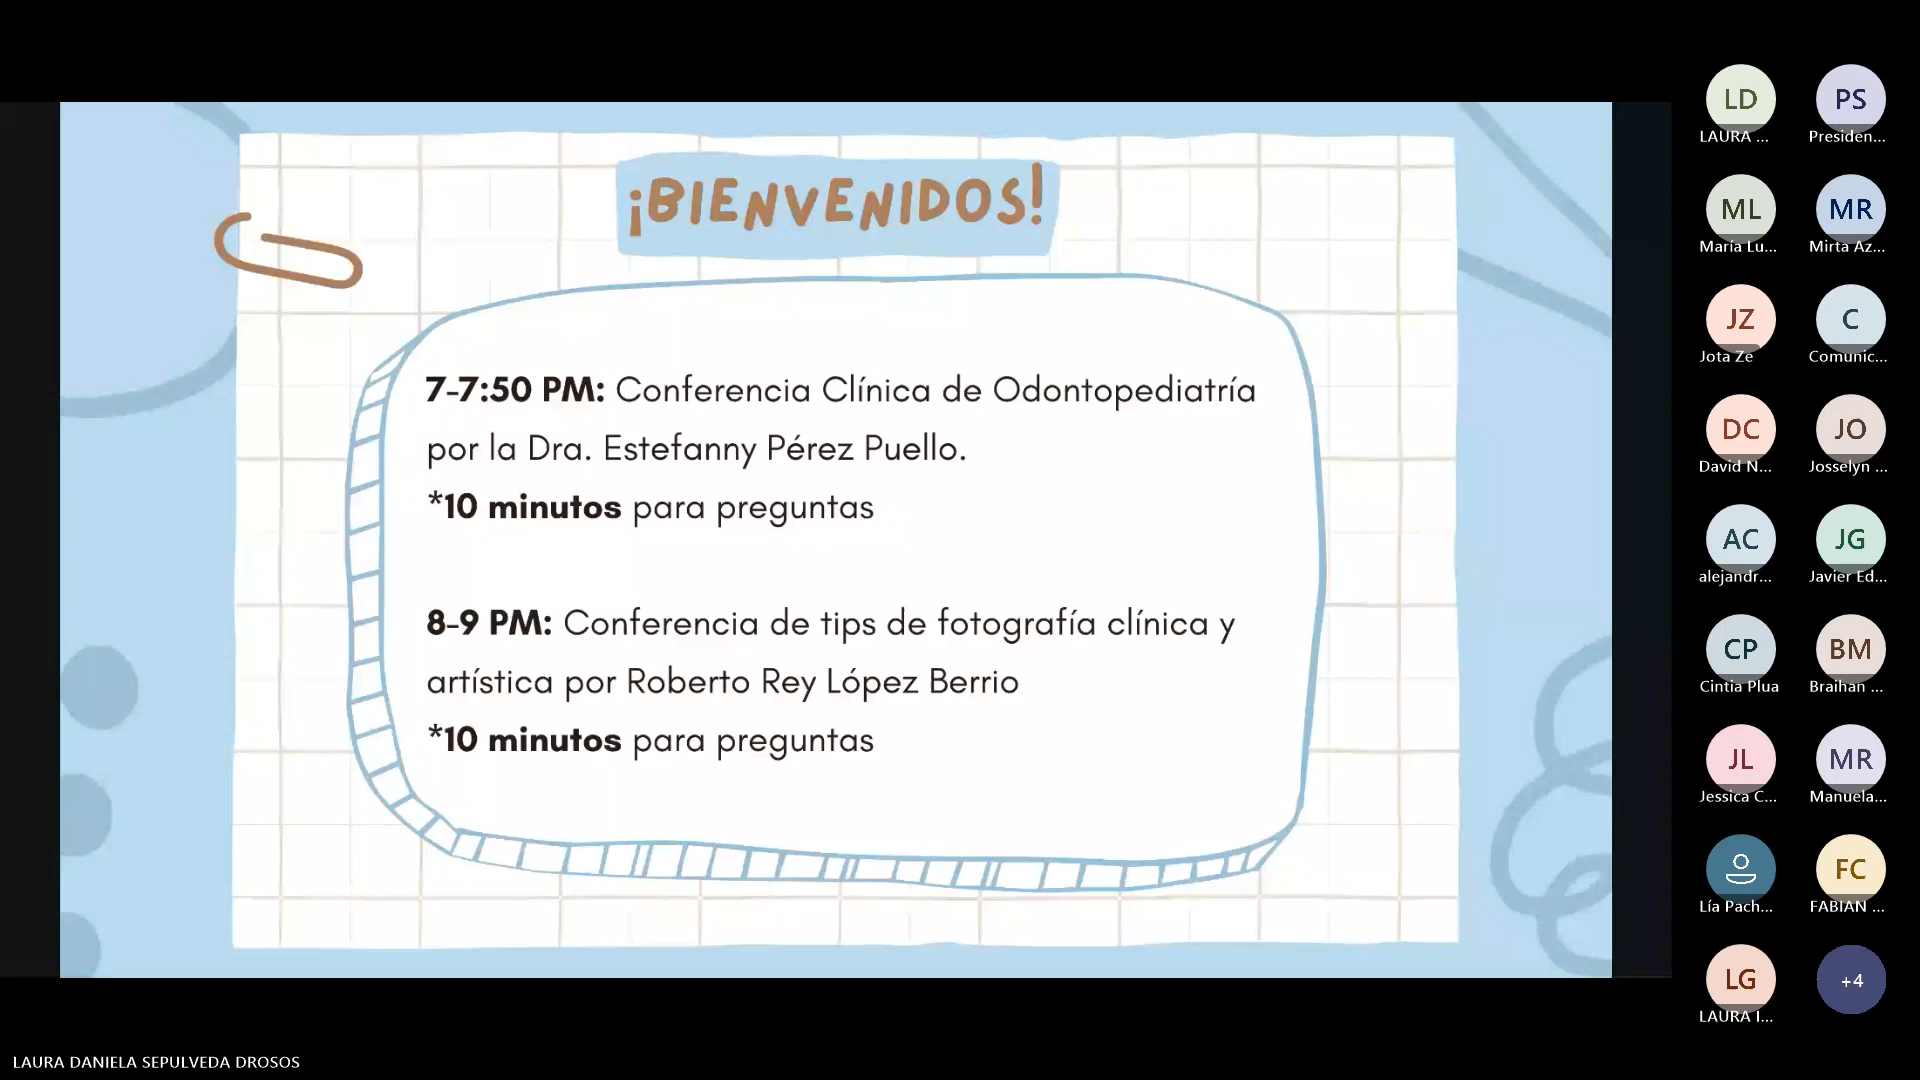 ¡BIENVENIDOS!
7-7:50 PM: Conferencia Clínica de Odontopediatría
por la Dra. Estefanny Pérez Puello.
*10 minutos para preguntas
8-9 PM: Conferencia de tips de fotografía clínica y
artística por Roberto Rey López Berrio
*10 minutos para preguntas
LD PS
LAURA ... Presiden...
ML MR
María Lu... Mirta Az...
JZ C
Jota Ze Comunic...
DC JO
David N... Josselyn ...
AC JG
alejandr... Javier Ed...
CP BM
Cintia Plua Braihan ...
JL MR
Jessica C... Manuela...
FC
Lía Pach... FABIAN ...
LG +4
LAURA I...
LAURA DANIELA SEPULVEDA DROSOS